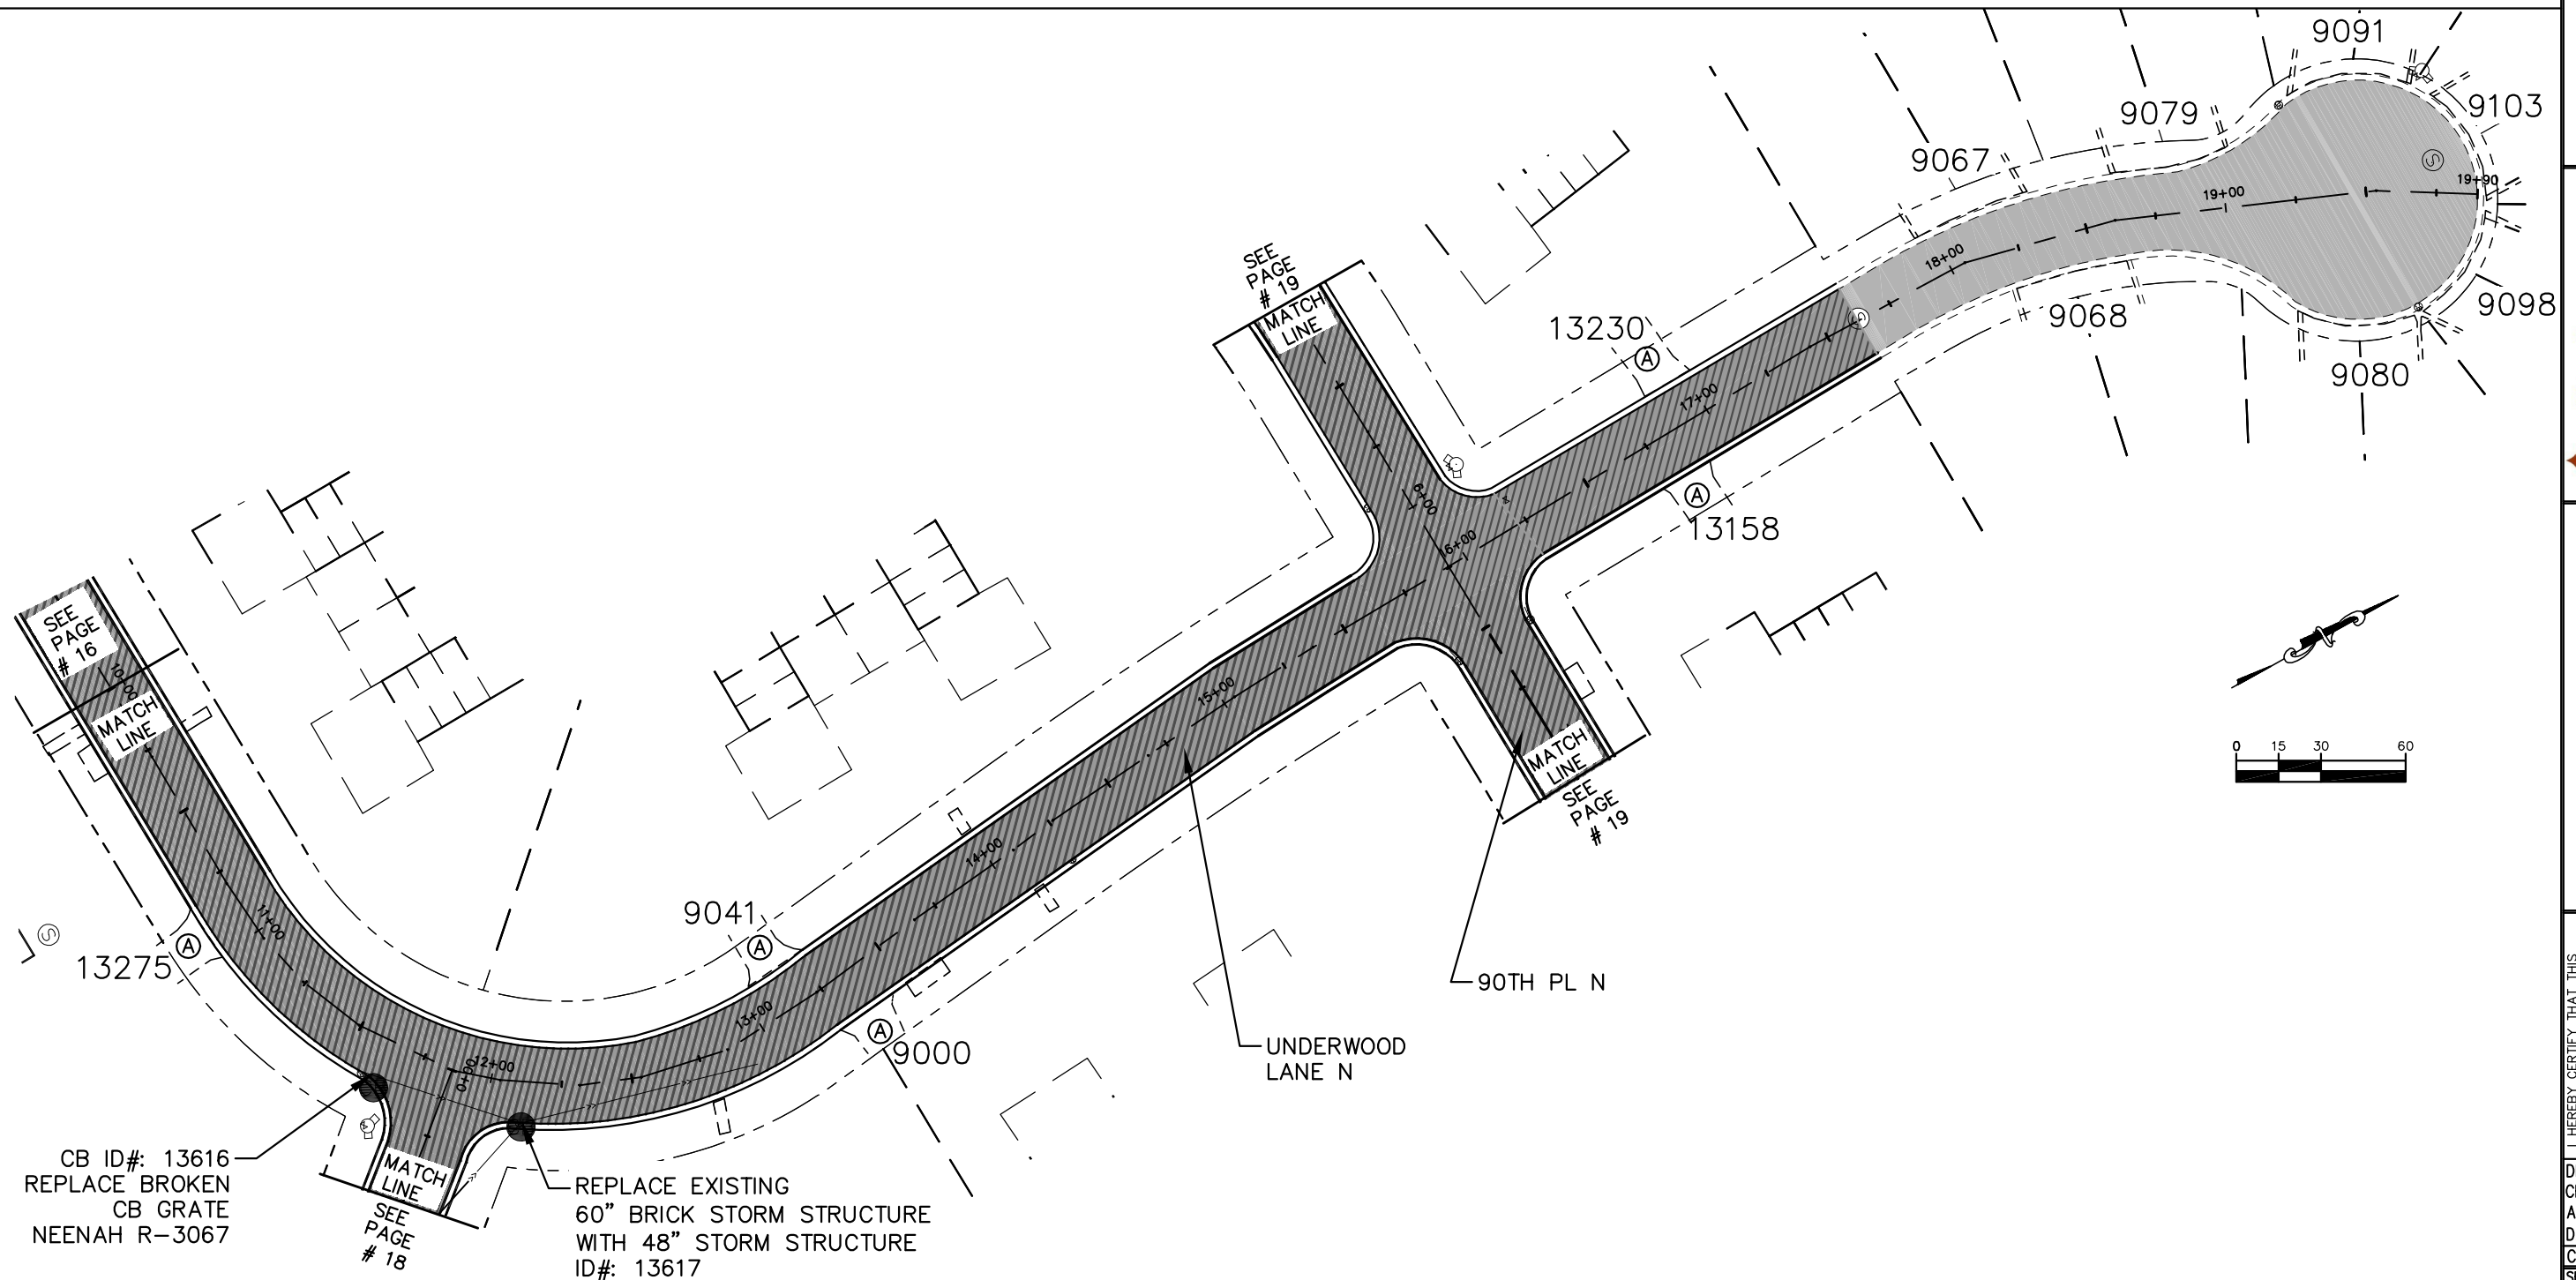 9091
9103
9079
9067
S
19+90
19+00
18+00
9098
9068
9080
G
SEE
PAGE
# 19
MATCH
LINE
13230
A
17+00
A
13158
6+00
16+00
SEE
PAGE
# 16
10+00
MATCH
LINE
15+00
MATCH
LINE
SEE
PAGE
# 19
N
0 15 30 60
14+00
9041
A
S
11+00
A
13275
90TH PL N
13+00
A
9000
UNDERWOOD
LANE N
12+00
0+00
CB ID#: 13616
REPLACE BROKEN
CB GRATE
NEENAH R-3067
MATCH
LINE
SEE
PAGE
# 18
REPLACE EXISTING
60” BRICK STORM STRUCTURE
WITH 48” STORM STRUCTURE
ID#: 13617
I HEREBY CERTIFY THAT THIS